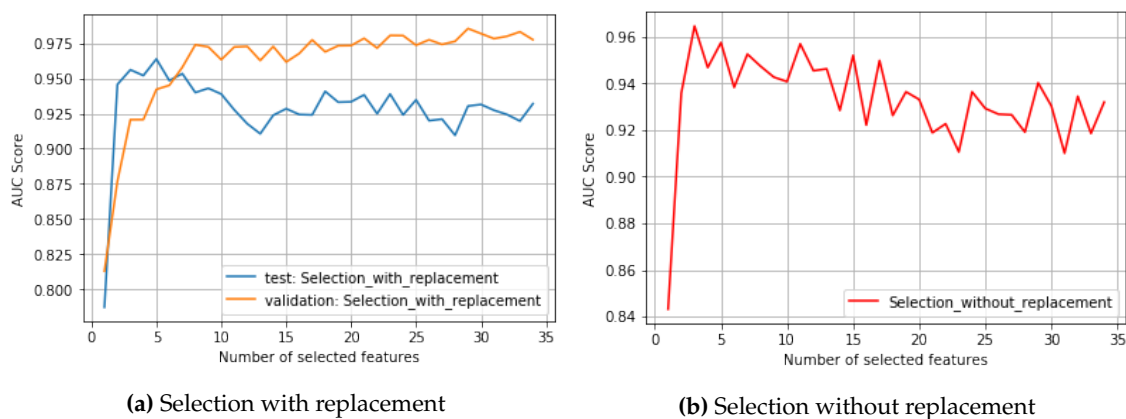 AUC Score
0.975
0.950
0.925
0.900
0.875
0.850
0.825
0.800
test: Selection_with_replacement
validation: Selection_with_replacement
0 5 10 15 20 25 30 35
Number of selected features
(a) Selection with replacement
AUC Score
0.96
0.94
0.92
0.90
0.88
0.86
0.84
Selection_without_replacement
0 5 10 15 20 25 30 35
Number of selected features
(b) Selection without replacement